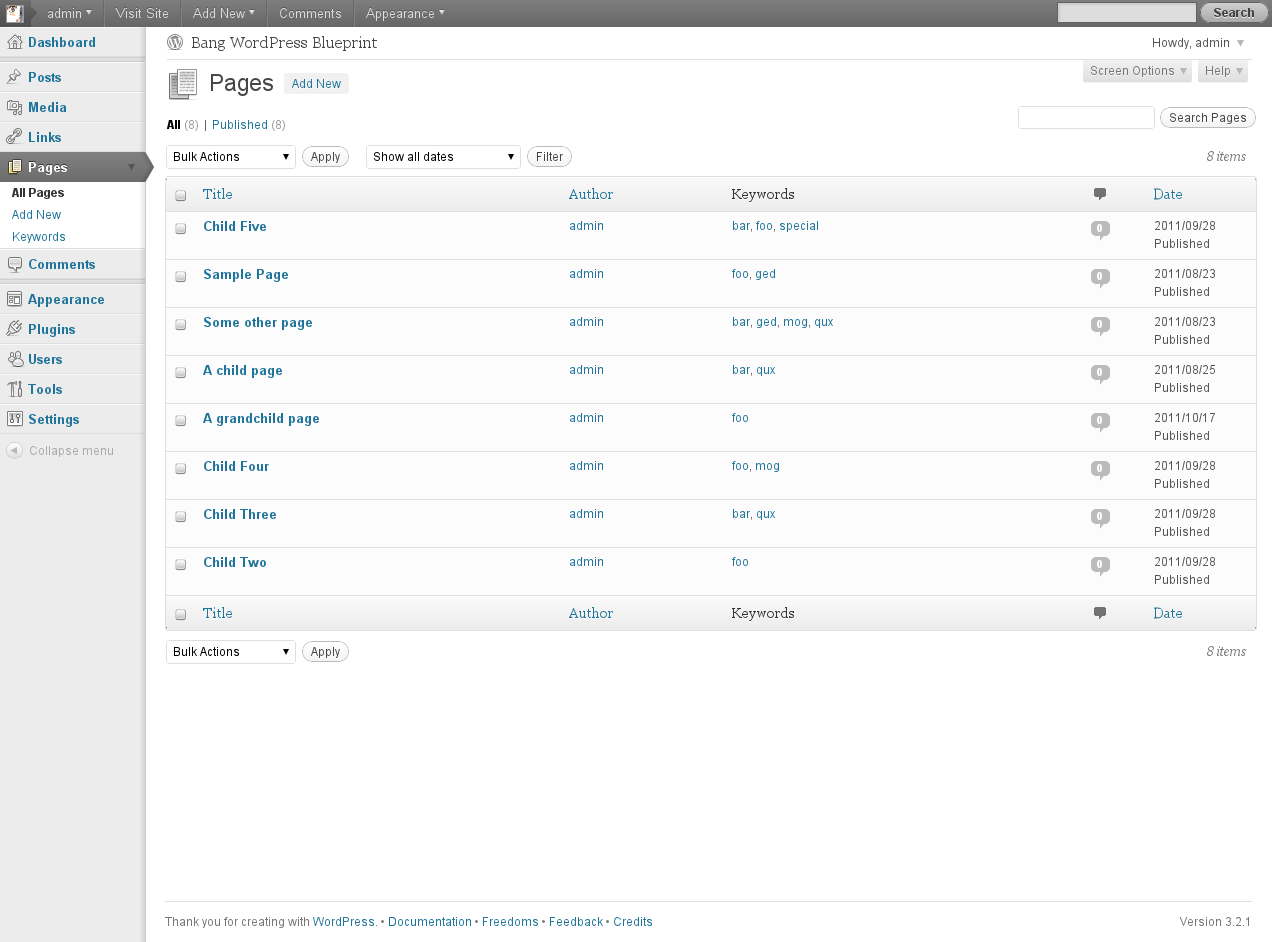 admin Visit Site Add New Comments Appearance Search
Dashboard
Posts
Media
Links
Pages
All Pages
Add New
Keywords
Comments
Appearance
Plugins
Users
Tools
Settings
Collapse menu
Bang WordPress Blueprint Howdy, admin
Pages Add New Screen Options Help
All (8) | Published (8) Search Pages
Bulk Actions Apply Show all dates Filter 8 items
Title Author Keywords Date
Child Five admin bar, foo, special 0 2011/09/28
Published
Sample Page admin foo, ged 0 2011/08/23
Published
Some other page admin bar, ged, mog, qux 0 2011/08/23
Published
A child page admin bar, qux 0 2011/08/25
Published
A grandchild page admin foo 0 2011/10/17
Published
Child Four admin foo, mog 0 2011/09/28
Published
Child Three admin bar, qux 0 2011/09/28
Published
Child Two admin foo 0 2011/09/28
Published
Title Author Keywords Date
Bulk Actions Apply 8 items
Thank you for creating with WordPress. • Documentation • Freedoms • Feedback • Credits Version 3.2.1